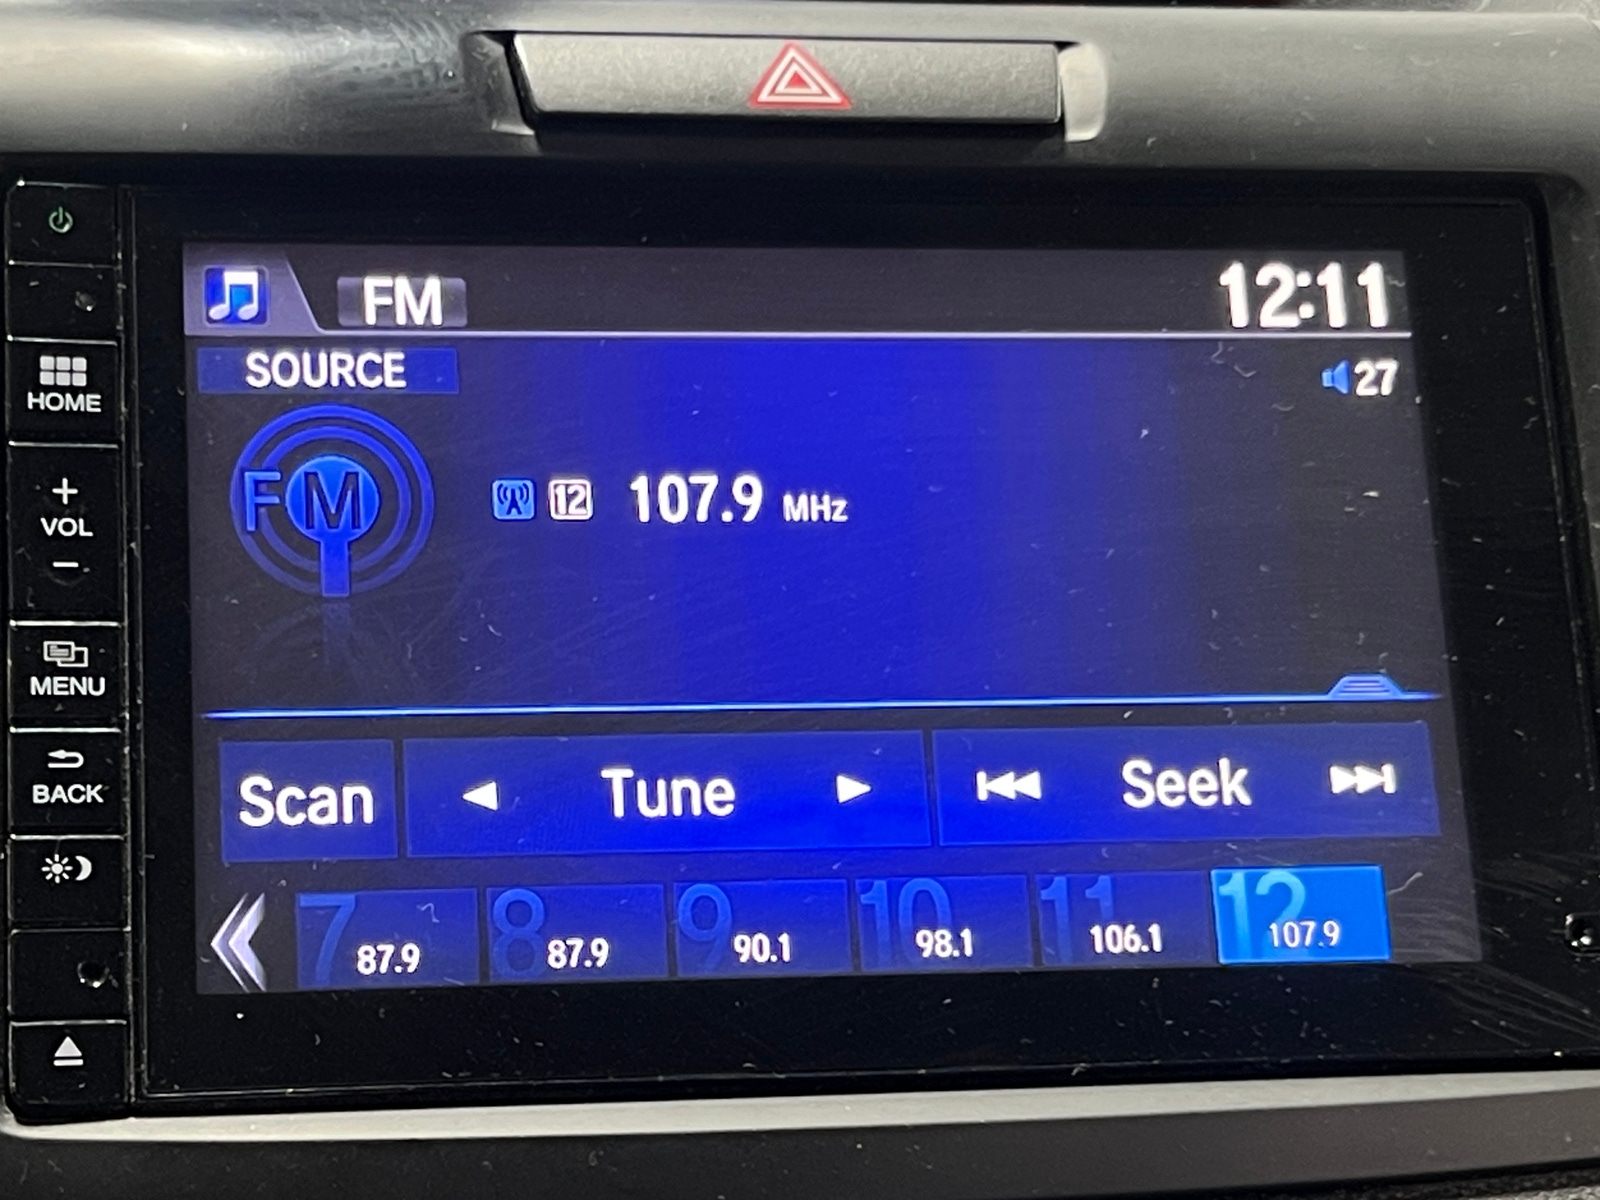 FM 12:11
SOURCE 27
HOME
FM 12 107.9 MHz
+
VOL
−
MENU
Scan Tune Seek
BACK
7 87.9 8 87.9 9 90.1 10 98.1 11 106.1 12 107.9